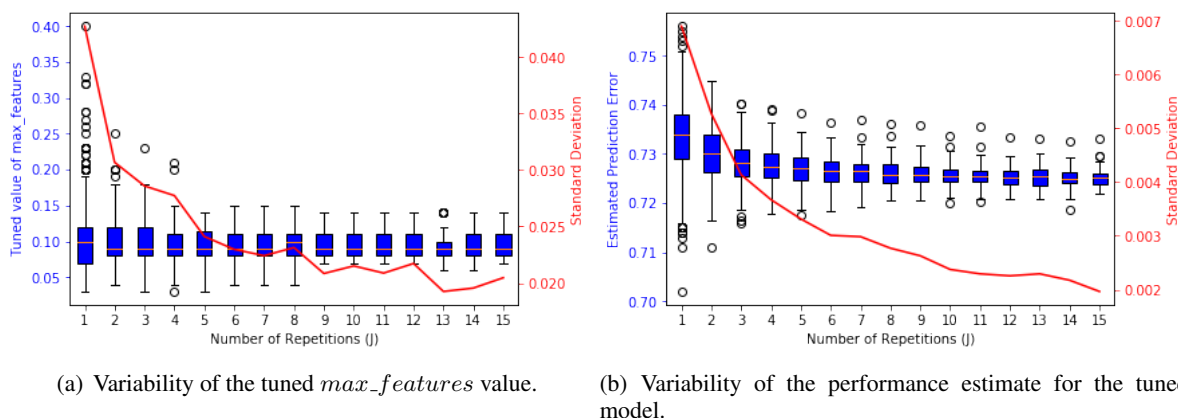 0.40
0.35
0.30
0.25
0.20
0.15
0.10
0.05
Tuned value of max_features
0.040
0.035
0.030
0.025
0.020
Standard Deviation
1 2 3 4 5 6 7 8 9 10 11 12 13 14 15
Number of Repetitions (J)
(a) Variability of the tuned max_features value.
0.75
0.74
0.73
0.72
0.71
0.70
Estimated Prediction Error
0.007
0.006
0.005
0.004
0.003
0.002
Standard Deviation
1 2 3 4 5 6 7 8 9 10 11 12 13 14 15
Number of Repetitions (J)
(b) Variability of the performance estimate for the tuned
model.